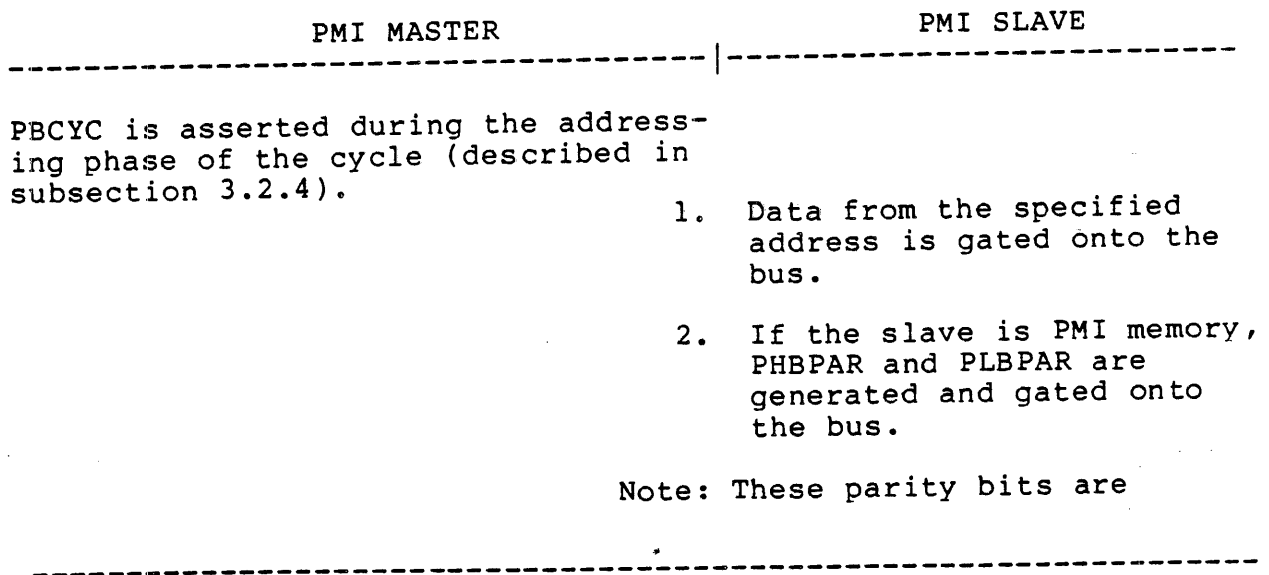 PMI MASTER PMI SLAVE
PBCYC is asserted during the address-
ing phase of the cycle (described in
subsection 3.2.4).
1. Data from the specified
address is gated onto the
bus.
2. If the slave is PMI memory,
PHBPAR and PLBPAR are
generated and gated onto
the bus.
Note: These parity bits are